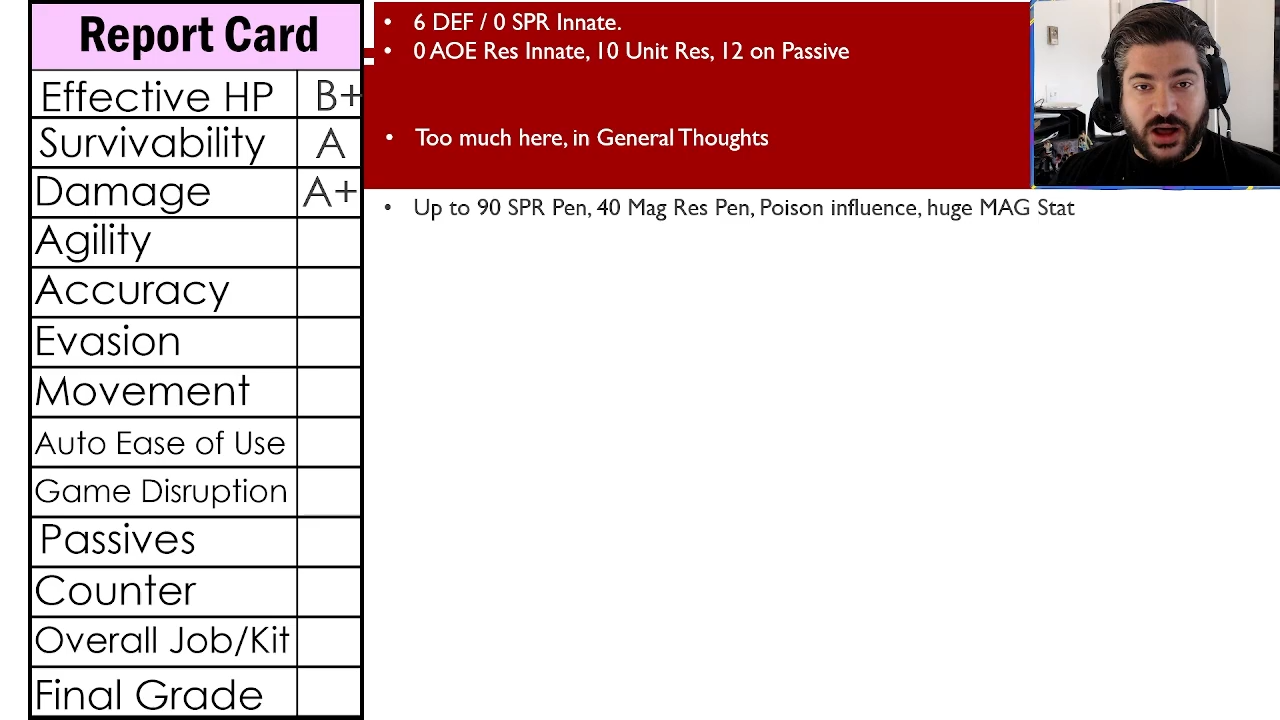 Report Card
Effective HP B+
• 6 DEF / 0 SPR Innate.
• 0 AOE Res Innate, 10 Unit Res, 12 on Passive
Survivability A
• Too much here, in General Thoughts
Damage A+
• Up to 90 SPR Pen, 40 Mag Res Pen, Poison influence, huge MAG Stat
Agility
Accuracy
Evasion
Movement
Auto Ease of Use
Game Disruption
Passives
Counter
Overall Job/Kit
Final Grade